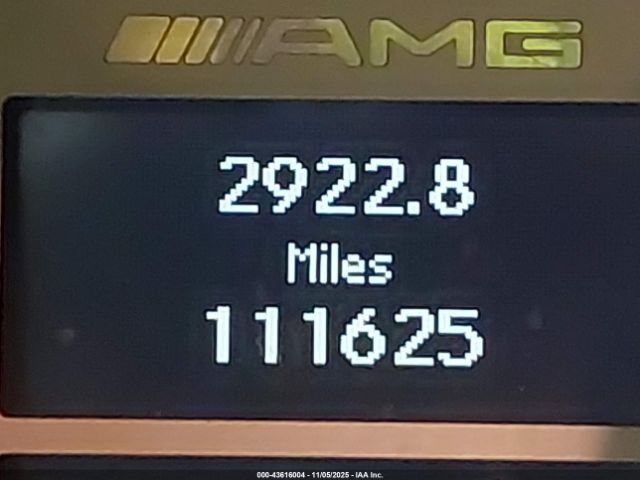 AMG
2922.8
Miles
111625
000-43616004 - 11/05/2025 - IAA Inc.